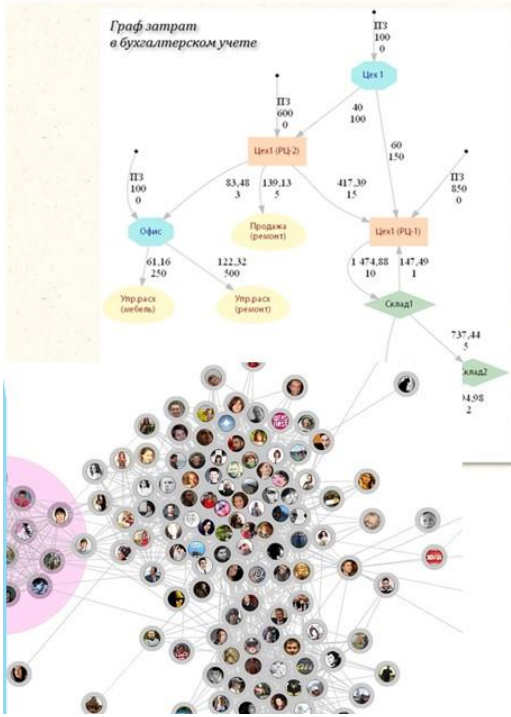 Граф затрат
в бухгалтерском учете
ПЗ
100
0
Цех 1
ПЗ
600
0
40
100
60
150
Цех1 (РЦ-2)
ПЗ
100
0
83,48
3
139,13
5
417,39
15
ПЗ
850
0
Офис
Продажа
(ремонт)
Цех1 (РЦ-1)
61,16
250
122,32
500
1 474,88
10
147,49
1
Упр.расх
(мебель)
Упр.расх
(ремонт)
Склад1
737,44
5
клад2
94,98
2